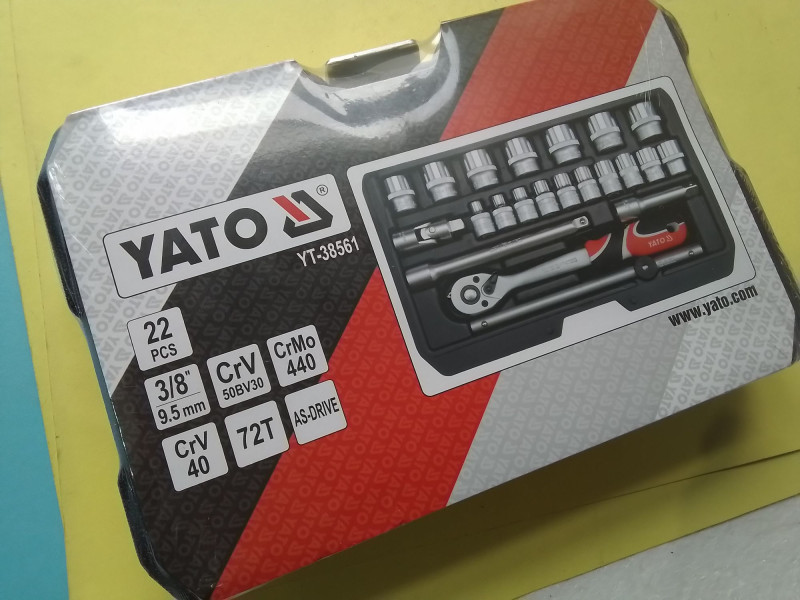 YATO ®
YT-38561
22
PCS
3/8"
9.5 mm
CrV
50BV30
CrMo
440
CrV
40
72T
AS-DRIVE
YATO
www.yato.com